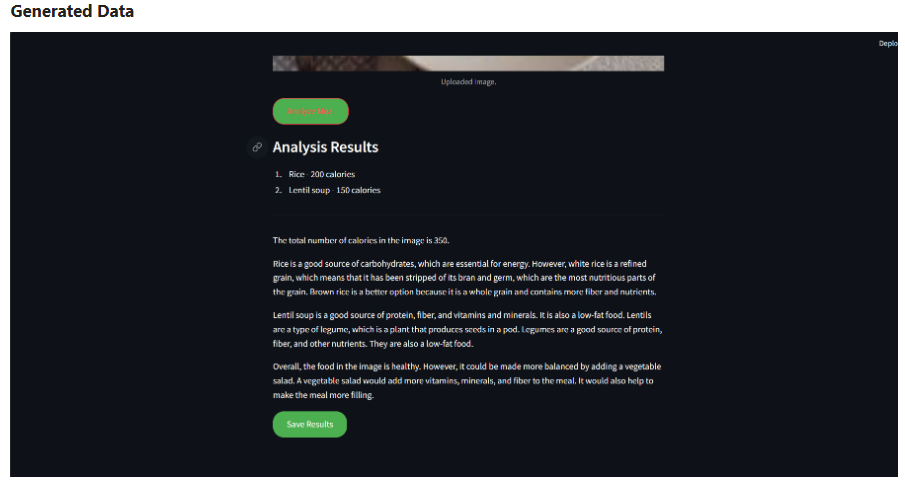 Generated Data
Deplo
Uploaded Image.
Analysis Results
1. Rice - 200 calories
2. Lentil soup - 150 calories
The total number of calories in the image is 350.
Rice is a good source of carbohydrates, which are essential for energy. However, white rice is a refined
grain, which means that it has been stripped of its bran and germ, which are the most nutritious parts of
the grain. Brown rice is a better option because it is a whole grain and contains more fiber and nutrients.
Lentil soup is a good source of protein, fiber, and vitamins and minerals. It is also a low-fat food. Lentils
are a type of legume, which is a plant that produces seeds in a pod. Legumes are a good source of protein,
fiber, and other nutrients. They are also a low-fat food.
Overall, the food in the image is healthy. However, it could be made more balanced by adding a vegetable
salad. A vegetable salad would add more vitamins, minerals, and fiber to the meal. It would also help to
make the meal more filling.
Save Results